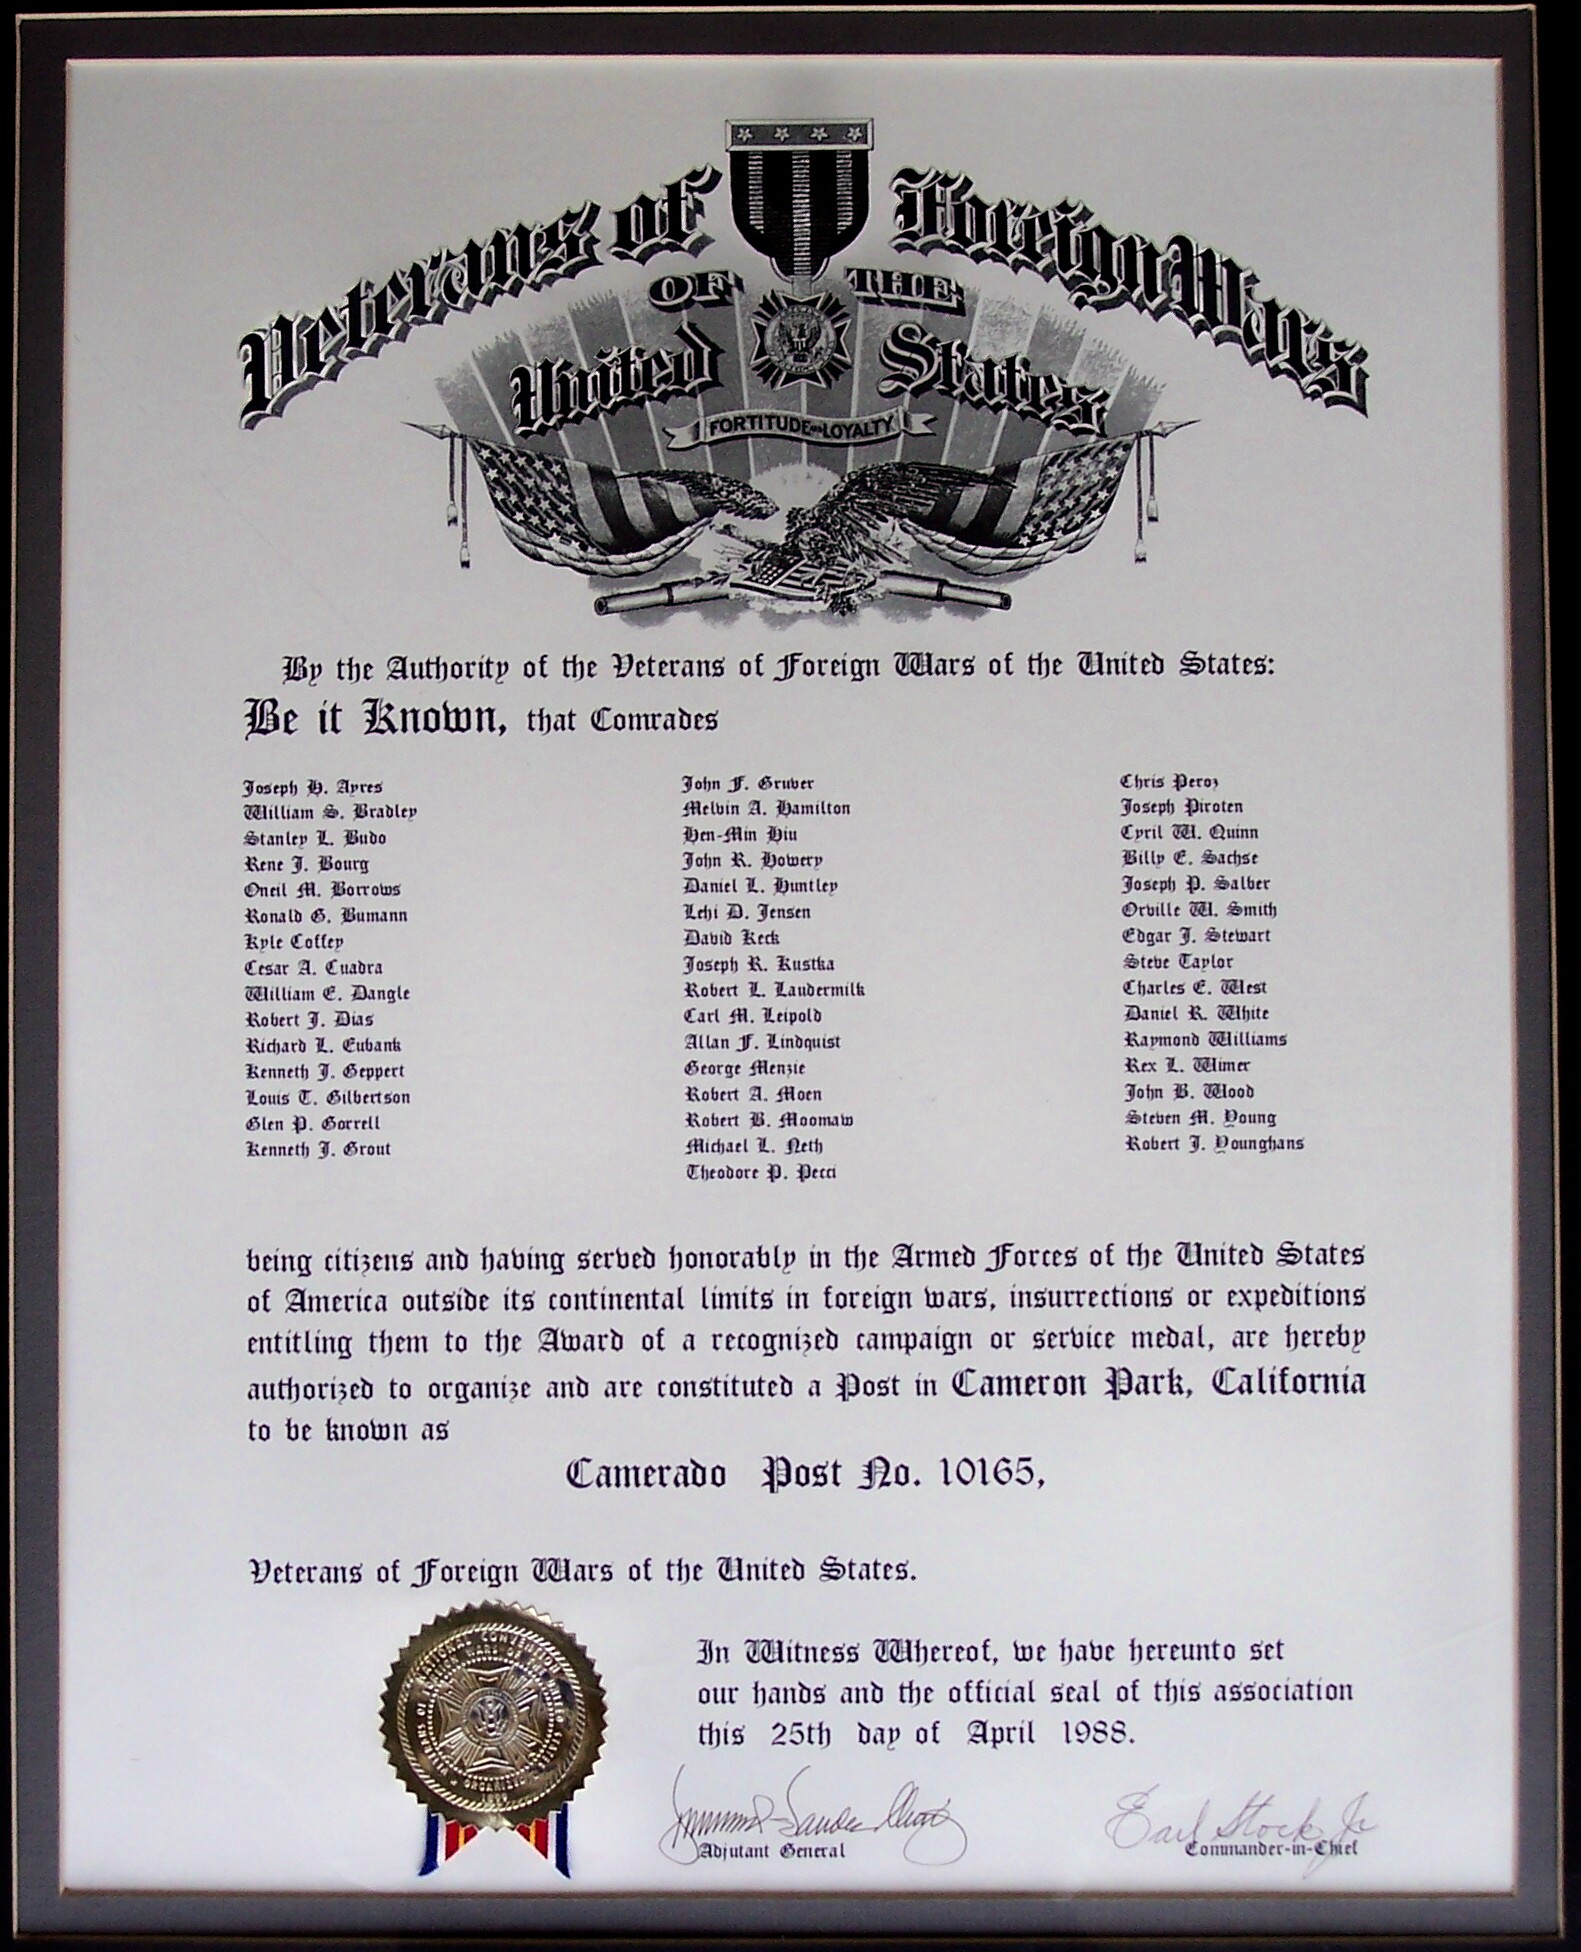 Veterans of Foreign Wars
OF THE
United States
FORTITUDE AND LOYALTY
By the Authority of the Veterans of Foreign Wars of the United States:
Be it Known, that Comrades
Joseph H. Ayres
William S. Bradley
Stanley L. Budo
Rene J. Bourg
Oneil M. Borrows
Ronald G. Bumann
Kyle Coffey
Cesar A. Cuadra
William E. Dangle
Robert J. Dias
Richard L. Eubank
Kenneth J. Geppert
Louis T. Gilbertson
Glen P. Gorrell
Kenneth J. Grout
John F. Gruver
Melvin A. Hamilton
Hen-Min Hiu
John R. Howery
Daniel L. Huntley
Lehi D. Jensen
David Keck
Joseph R. Kustka
Robert L. Laudermilk
Carl M. Leipold
Allan F. Lindquist
George Menzie
Robert A. Moen
Robert B. Moomaw
Michael L. Neth
Theodore P. Pecci
Chris Peroz
Joseph Piroten
Cyril W. Quinn
Billy E. Sachse
Joseph P. Salber
Orville W. Smith
Edgar J. Stewart
Steve Taylor
Charles E. West
Daniel R. White
Raymond Williams
Rex L. Wimer
John B. Wood
Steven M. Young
Robert J. Younghans
being citizens and having served honorably in the Armed Forces of the United States
of America outside its continental limits in foreign wars, insurrections or expeditions
entitling them to the Award of a recognized campaign or service medal, are hereby
authorized to organize and are constituted a Post in Cameron Park, California
to be known as
Camerado Post No. 10165,
Veterans of Foreign Wars of the United States.
In Witness Whereof, we have hereunto set
our hands and the official seal of this association
this 25th day of April 1988.
NATIONAL CONVENTION
Adjutant General
Earl Stock Jr
Commander-in-Chief